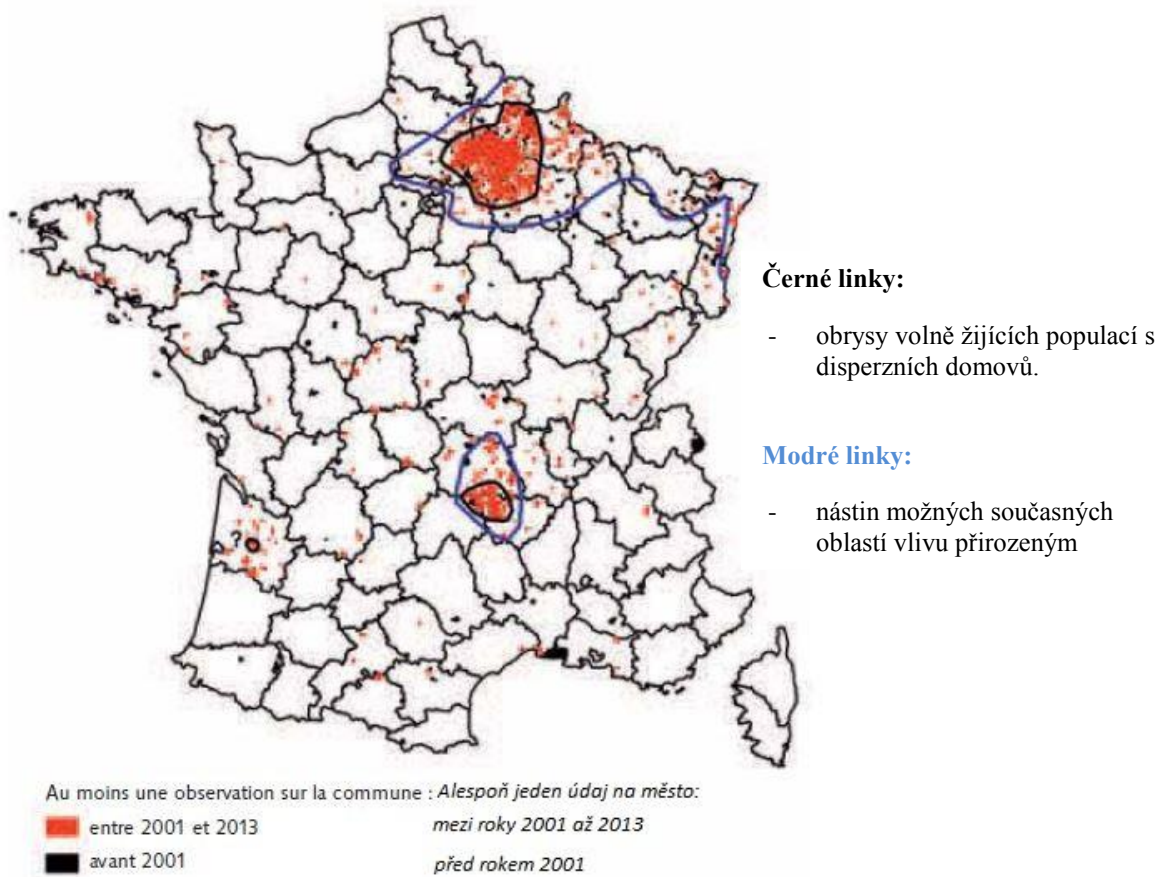 Černé linky:
- obrysy volně žijících populací s
disperzních domovů.
Modré linky:
- nástin možných současných
oblastí vlivu přirozeným
?
Au moins une observation sur la commune : Alespoň jeden údaj na město:
entre 2001 et 2013 mezi roky 2001 až 2013
avant 2001 před rokem 2001